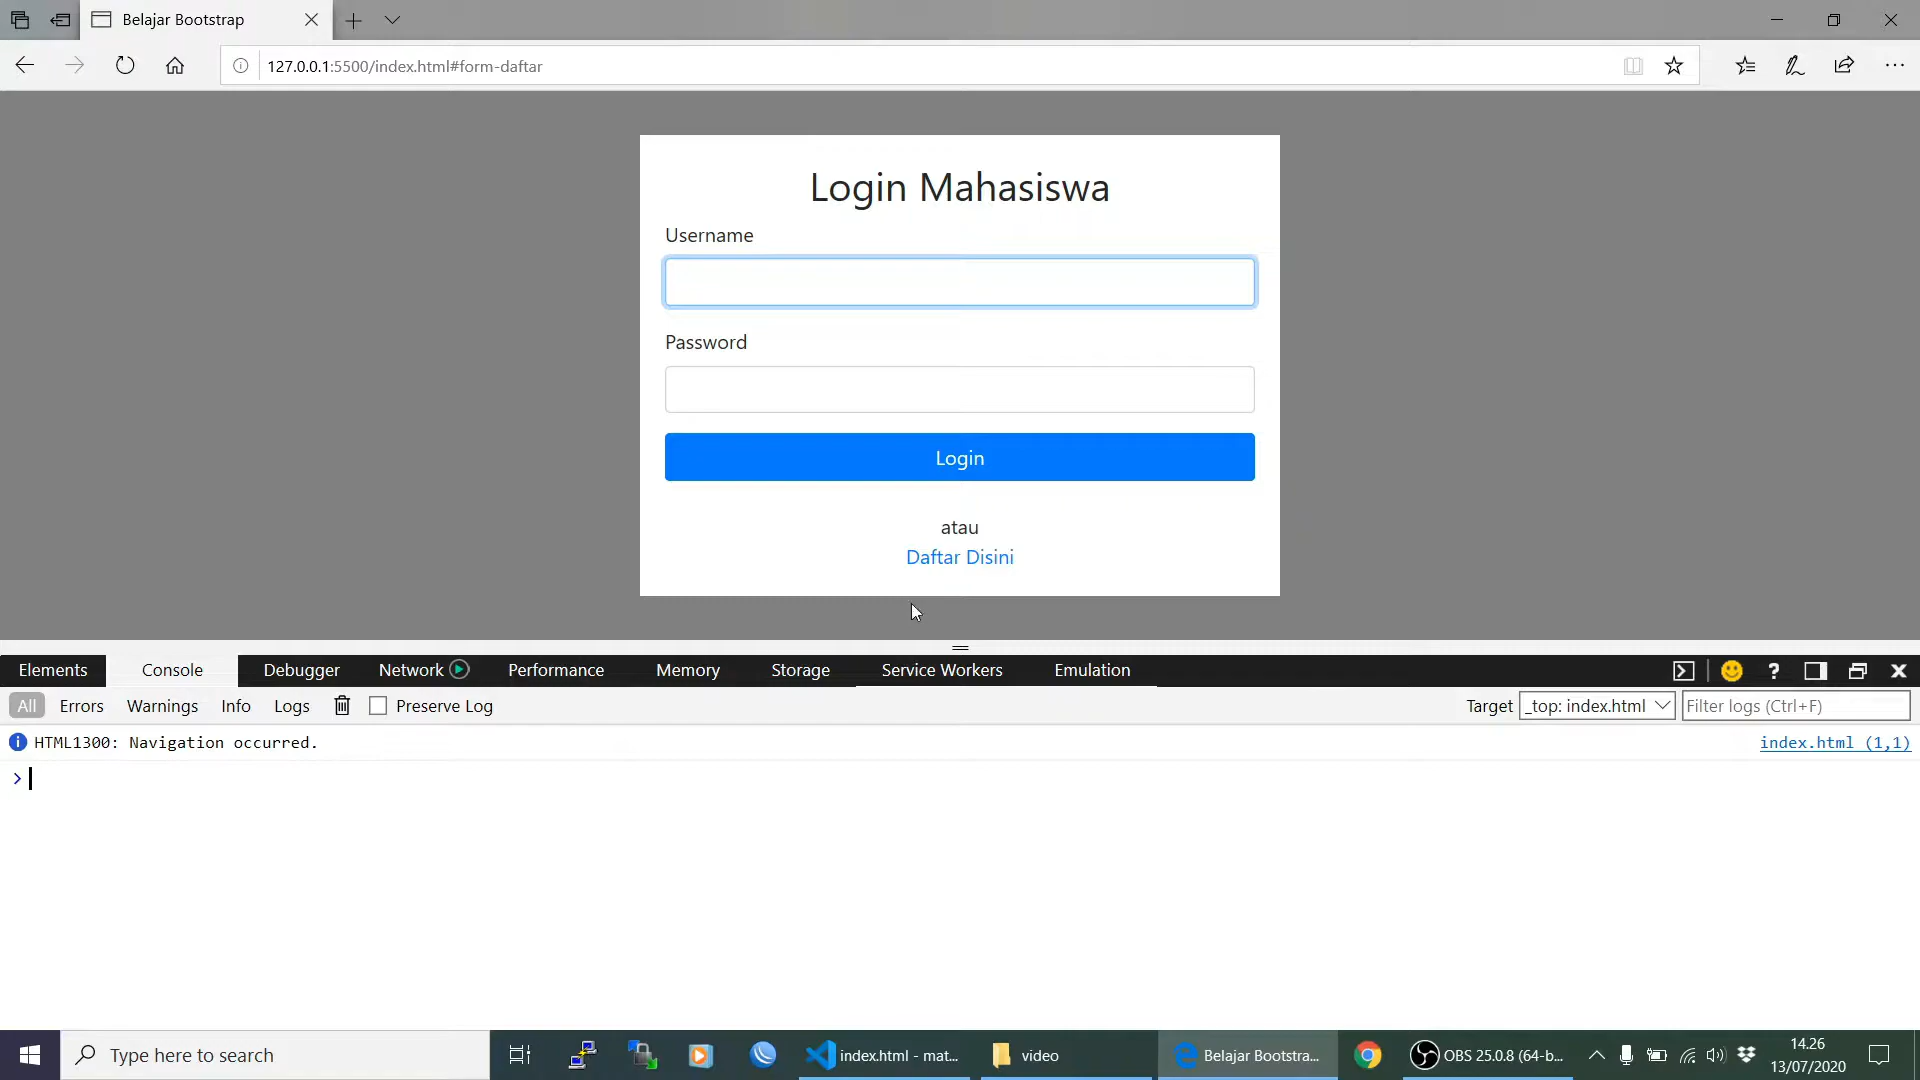 Belajar Bootstrap
127.0.0.1:5500/index.html#form-daftar
Login Mahasiswa
Username
Password
Login
atau
Daftar Disini
Elements Console Debugger Network Performance Memory Storage Service Workers Emulation
All Errors Warnings Info Logs Preserve Log Target _top: index.html Filter logs (Ctrl+F)
HTML1300: Navigation occurred. index.html (1,1)
>
Type here to search index.html - mat... video Belajar Bootstra... OBS 25.0.8 (64-b... 14.26
13/07/2020